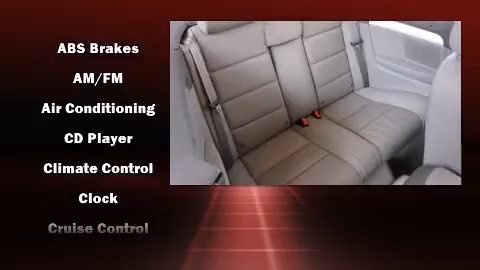 ABS Brakes
AM/FM
Air Conditioning
CD Player
Climate Control
Clock
Cruise Control